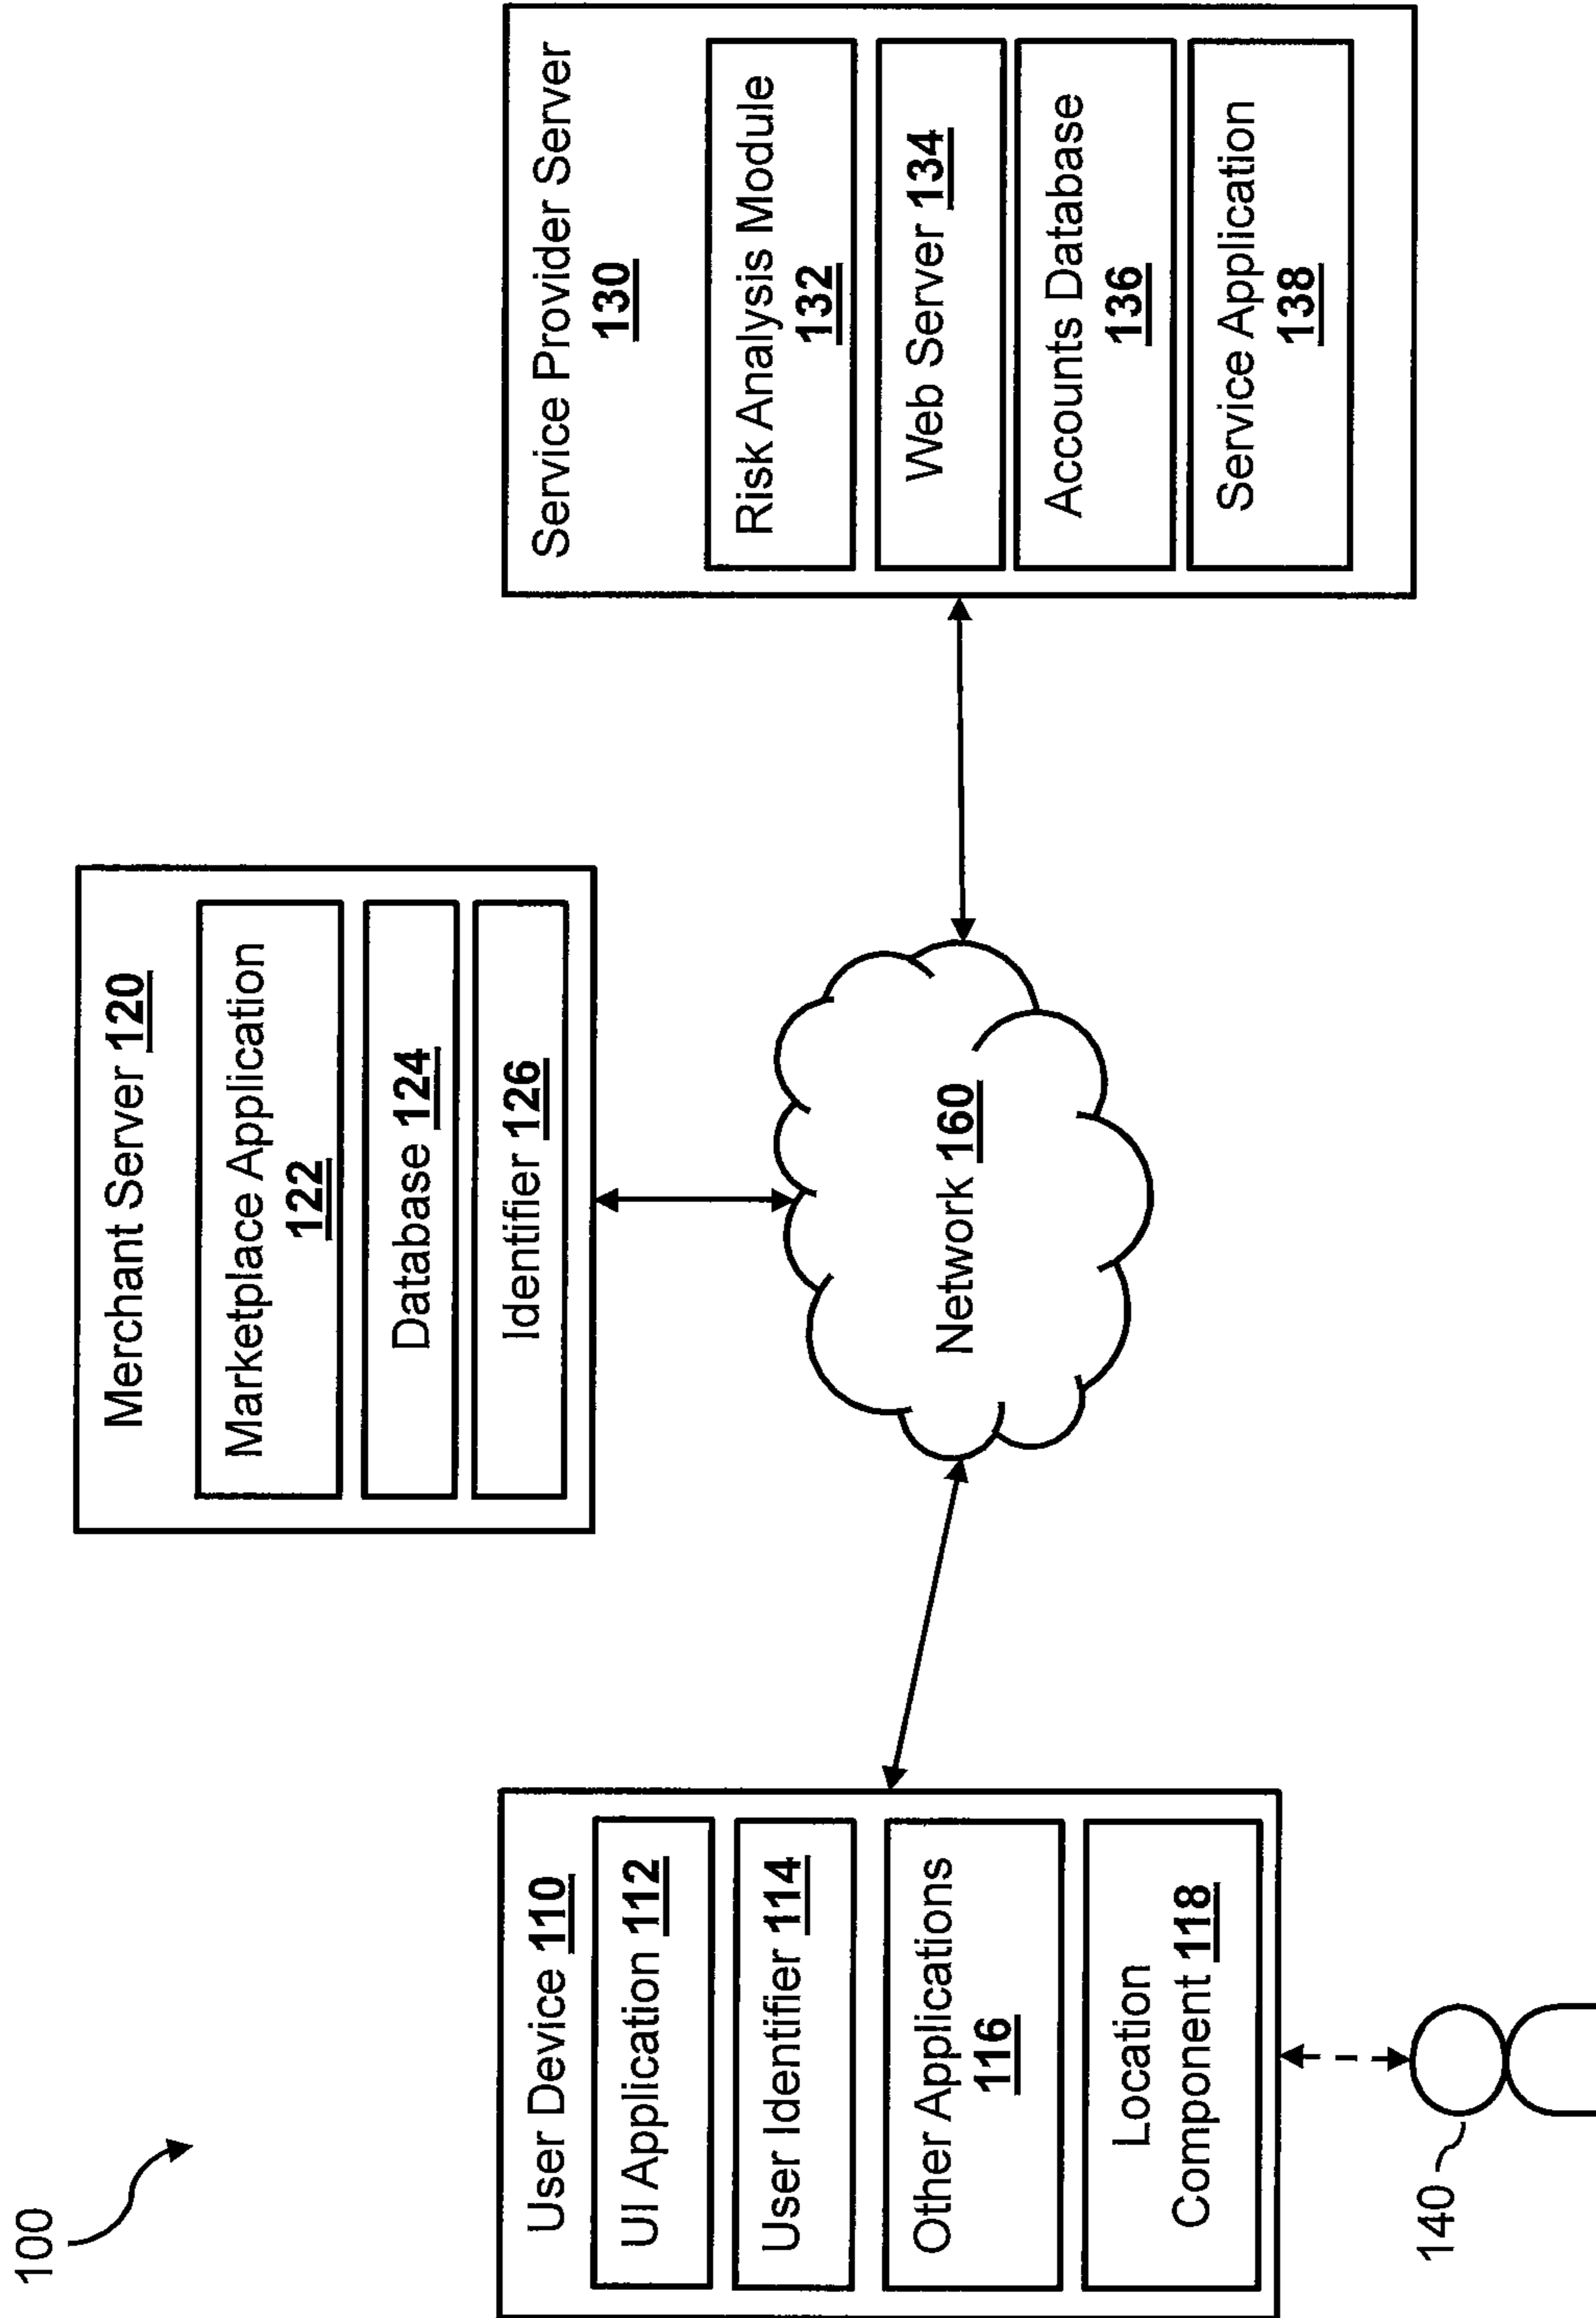 100
Merchant Server 120
Marketplace Application
122
Database 124
Identifier 126
User Device 110
UI Application 112
User Identifier 114
Other Applications
116
Location
Component 118
140
Network 160
Service Provider Server
130
Risk Analysis Module
132
Web Server 134
Accounts Database
136
Service Application
138